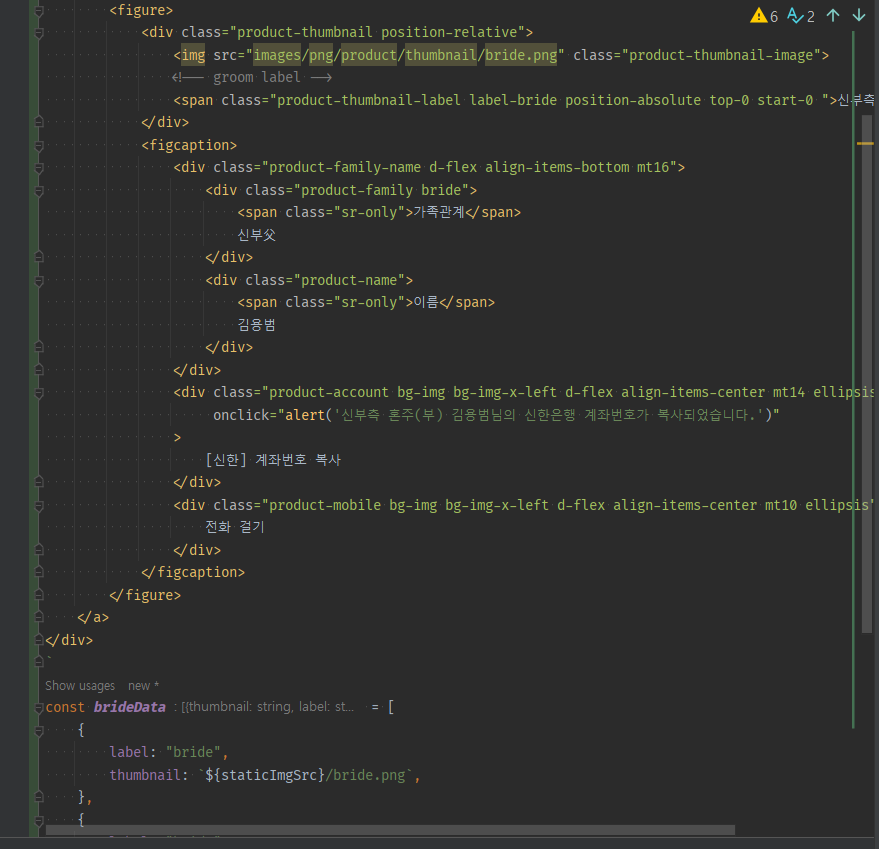 <figure>
6 2
<div class="product-thumbnail position-relative">
<img src="images/png/product/thumbnail/bride.png" class="product-thumbnail-image">
<!-- groom label -->
<span class="product-thumbnail-label label-bride position-absolute top-0 start-0 ">신부측
</div>
<figcaption>
<div class="product-family-name d-flex align-items-bottom mt16">
<div class="product-family bride">
<span class="sr-only">가족관계</span>
신부父
</div>
<div class="product-name">
<span class="sr-only">이름</span>
김용범
</div>
</div>
<div class="product-account bg-img bg-img-x-left d-flex align-items-center mt14 ellipsis
onclick="alert('신부측 혼주(부) 김용범님의 신한은행 계좌번호가 복사되었습니다.')"
>
[신한] 계좌번호 복사
</div>
<div class="product-mobile bg-img bg-img-x-left d-flex align-items-center mt10 ellipsis"
전화 걸기
</div>
</figcaption>
</figure>
</a>
</div>
`
Show usages new *
const brideData : [{thumbnail: string, label: st... = [
{
label: "bride",
thumbnail: `${staticImgSrc}/bride.png`,
},
{